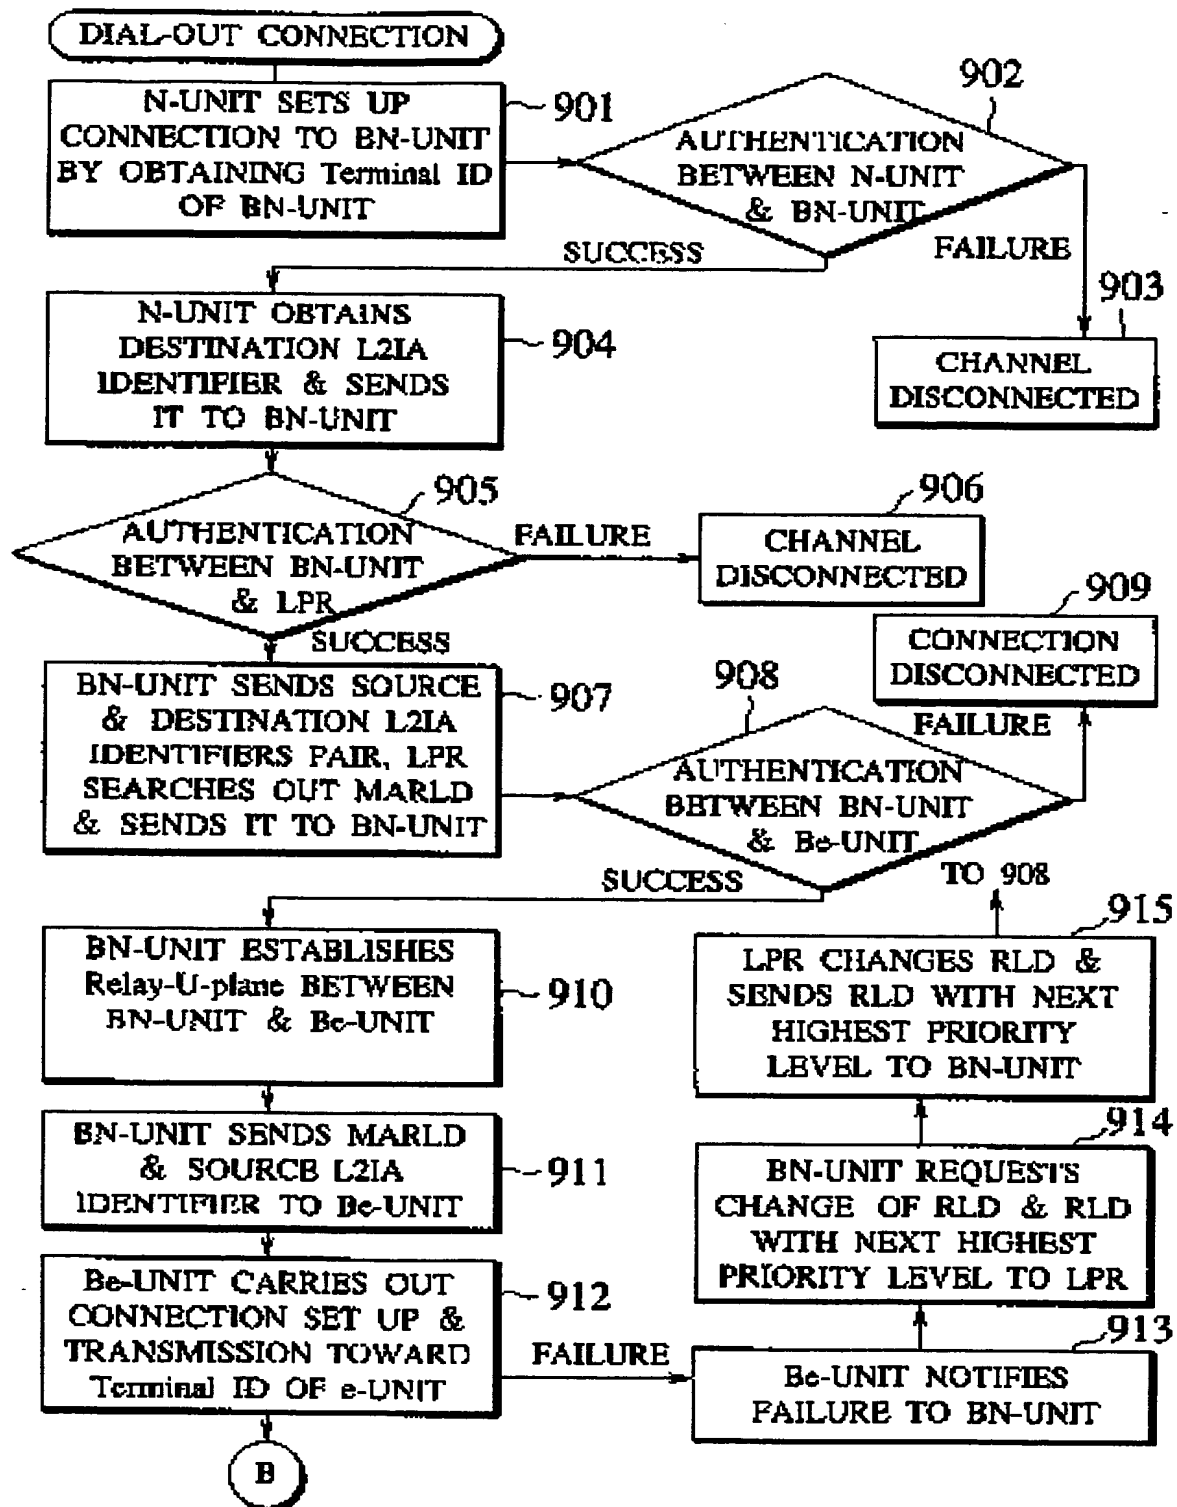 DIAL-OUT CONNECTION
N-UNIT SETS UP
CONNECTION TO BN-UNIT
BY OBTAINING Terminal ID
OF BN-UNIT
901
902
AUTHENTICATION
BETWEEN N-UNIT
& BN-UNIT
SUCCESS
FAILURE
903
CHANNEL
DISCONNECTED
N-UNIT OBTAINS
DESTINATION L2IA
IDENTIFIER & SENDS
IT TO BN-UNIT
904
905
AUTHENTICATION
BETWEEN BN-UNIT
& LPR
FAILURE
906
CHANNEL
DISCONNECTED
SUCCESS
BN-UNIT SENDS SOURCE
& DESTINATION L2IA
IDENTIFIERS PAIR, LPR
SEARCHES OUT MARLD
& SENDS IT TO BN-UNIT
907
908
AUTHENTICATION
BETWEEN BN-UNIT
& Be-UNIT
909
CONNECTION
DISCONNECTED
FAILURE
SUCCESS
BN-UNIT ESTABLISHES
Relay-U-plane BETWEEN
BN-UNIT & Be-UNIT
910
BN-UNIT SENDS MARLD
& SOURCE L2IA
IDENTIFIER TO Be-UNIT
911
Be-UNIT CARRIES OUT
CONNECTION SET UP &
TRANSMISSION TOWARD
Terminal ID OF e-UNIT
912
FAILURE
B
TO 908
915
LPR CHANGES RLD &
SENDS RLD WITH NEXT
HIGHEST PRIORITY
LEVEL TO BN-UNIT
914
BN-UNIT REQUESTS
CHANGE OF RLD & RLD
WITH NEXT HIGHEST
PRIORITY LEVEL TO LPR
913
Be-UNIT NOTIFIES
FAILURE TO BN-UNIT